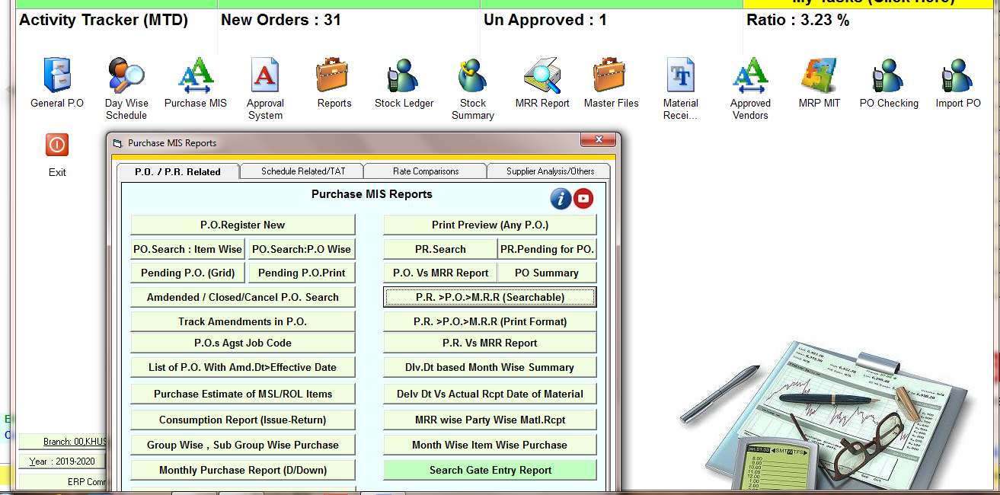 My Tasks (Click Here)
Activity Tracker (MTD)
New Orders : 31
Un Approved : 1
Ratio : 3.23 %
General P.O
Day Wise
Schedule
Purchase MIS
Approval
System
Reports
Stock Ledger
Stock
Summary
MRR Report
Master Files
Material
Recei...
Approved
Vendors
MRP MIT
PO Checking
Import PO
Exit
Purchase MIS Reports
P.O. / P.R. Related
Schedule Related/TAT
Rate Comparisons
Supplier Analysis/Others
Purchase MIS Reports
P.O.Register New
Print Preview (Any P.O.)
PO.Search : Item Wise
PO.Search:P.O Wise
PR.Search
PR.Pending for PO.
Pending P.O. (Grid)
Pending P.O.Print
P.O. Vs MRR Report
PO Summary
Amdended / Closed/Cancel P.O. Search
P.R. >P.O.>M.R.R (Searchable)
Track Amendments in P.O.
P.R. >P.O.>M.R.R (Print Format)
P.O.s Agst Job Code
P.R. Vs MRR Report
List of P.O. With Amd.Dt>Effective Date
Dlv.Dt based Month Wise Summary
Purchase Estimate of MSL/ROL Items
Delv Dt Vs Actual Rcpt Date of Material
Consumption Report (Issue-Return)
MRR wise Party Wise Matl.Rcpt
Group Wise , Sub Group Wise Purchase
Month Wise Item Wise Purchase
Monthly Purchase Report (D/Down)
Search Gate Entry Report
Branch: 00,KHUS
Year : 2019-2020
ERP Comm